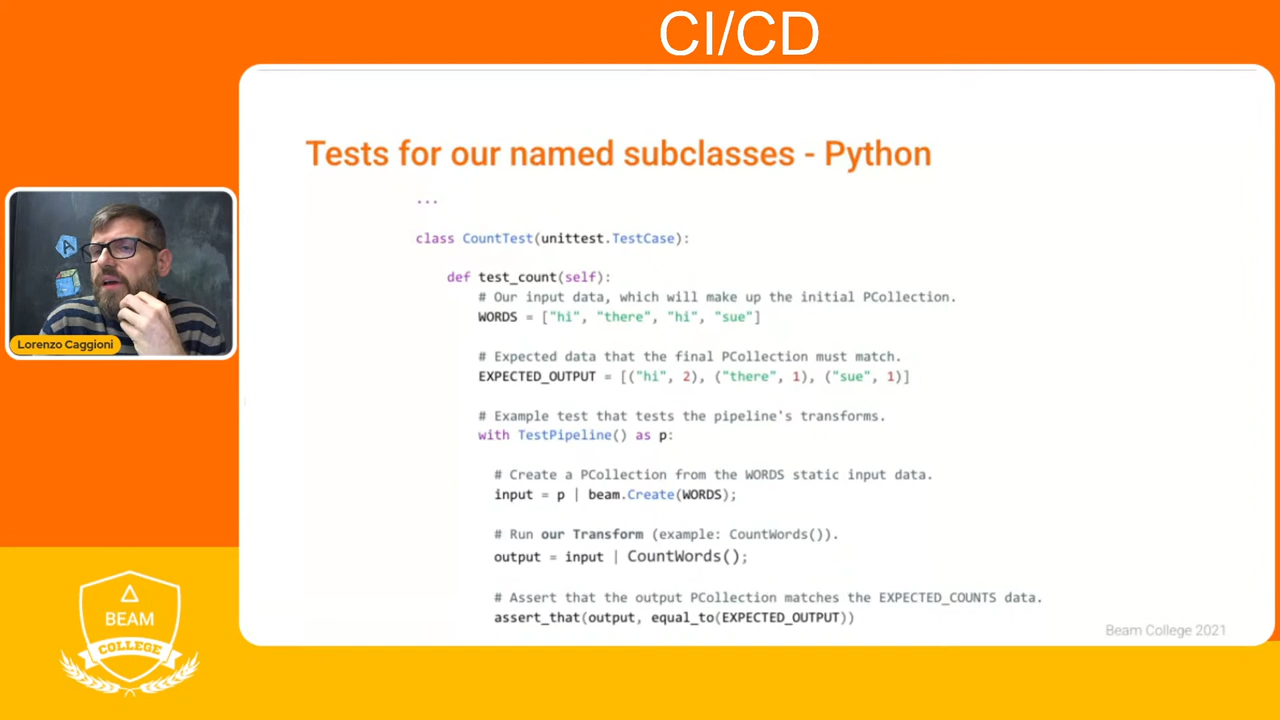 CI/CD
Tests for our named subclasses - Python
...
class CountTest(unittest.TestCase):
def test_count(self):
# Our input data, which will make up the initial PCollection.
WORDS = ["hi", "there", "hi", "sue"]
# Expected data that the final PCollection must match.
EXPECTED_OUTPUT = [("hi", 2), ("there", 1), ("sue", 1)]
# Example test that tests the pipeline's transforms.
with TestPipeline() as p:
# Create a PCollection from the WORDS static input data.
input = p | beam.Create(WORDS);
# Run our Transform (example: CountWords()).
output = input | CountWords();
# Assert that the output PCollection matches the EXPECTED_COUNTS data.
assert_that(output, equal_to(EXPECTED_OUTPUT))
Beam College 2021
A
Lorenzo Caggioni
BEAM
COLLEGE